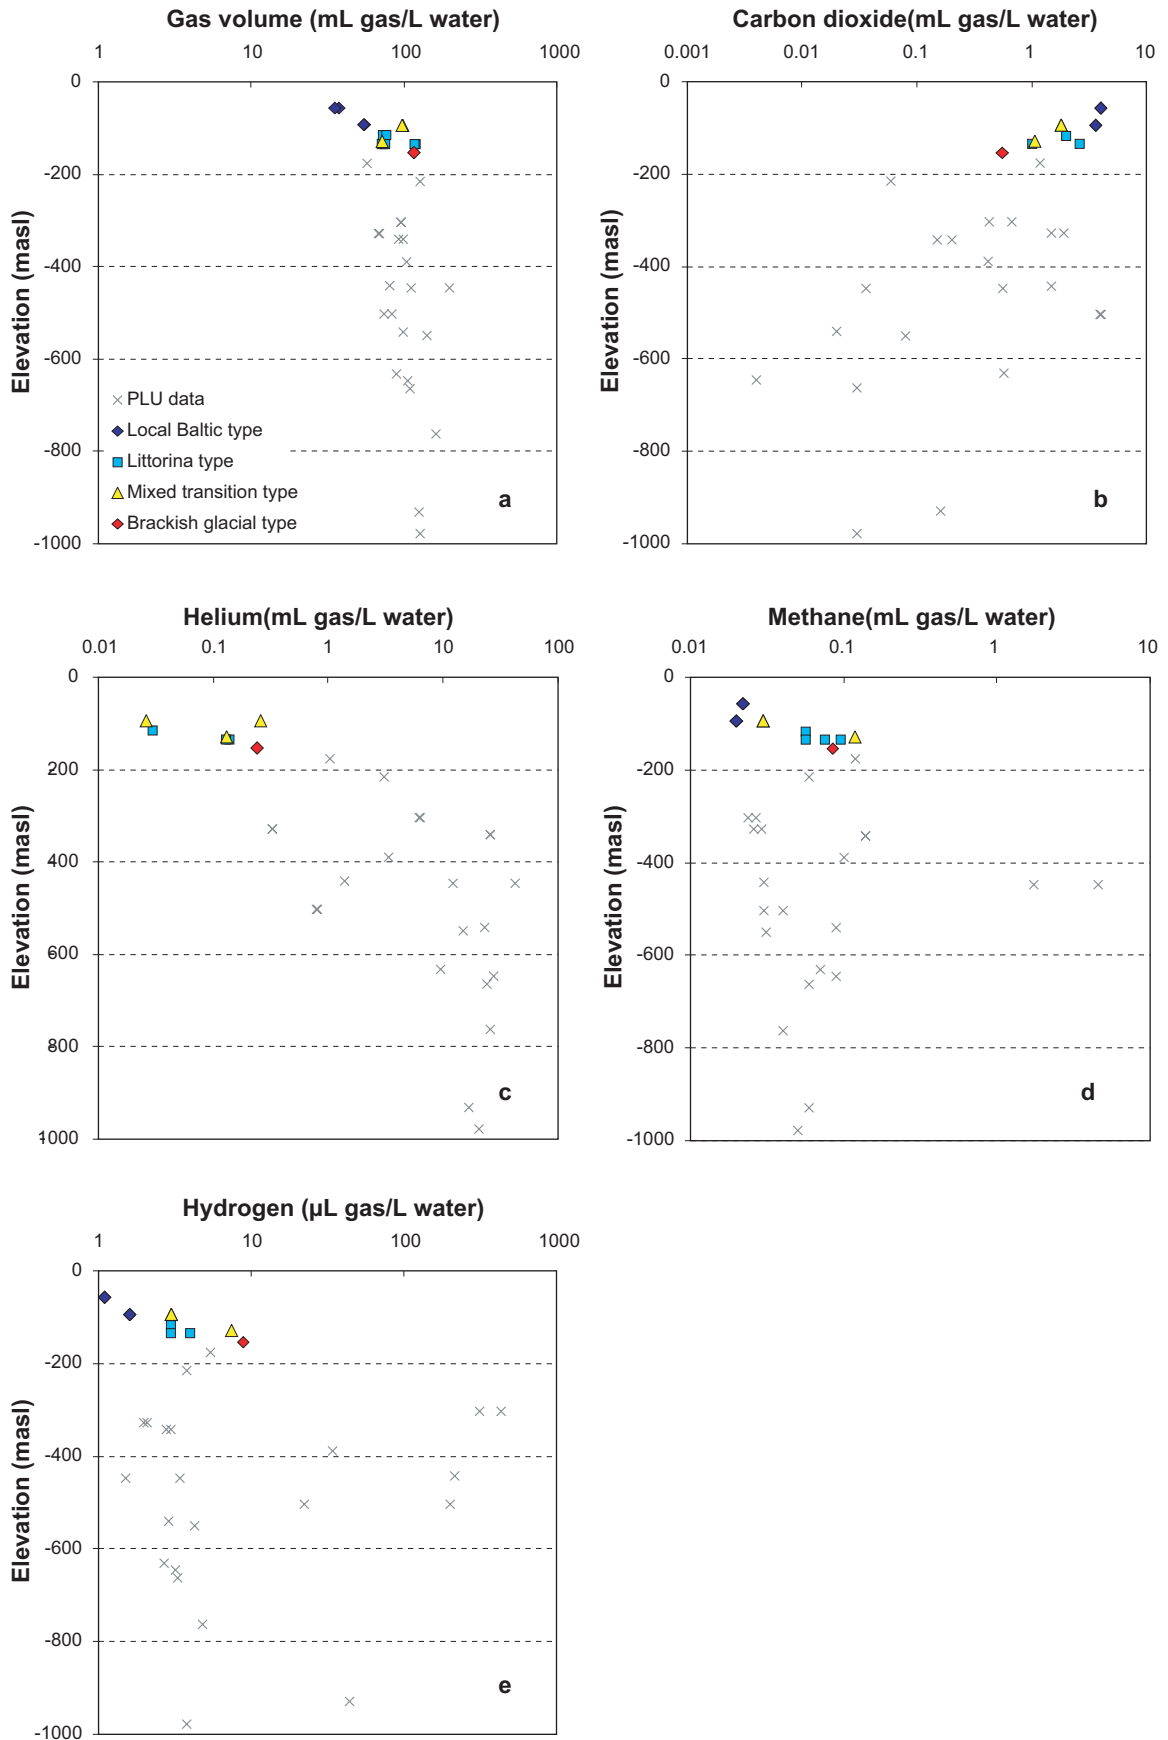 Gas volume (mL gas/L water)
1 10 100 1000
0
-200
-400
-600
-800
-1000
Elevation (masl)
PLU data
Local Baltic type
Littorina type
Mixed transition type
Brackish glacial type
a
Carbon dioxide(mL gas/L water)
0.001 0.01 0.1 1 10
0
-200
-400
-600
-800
-1000
Elevation (masl)
b
Helium(mL gas/L water)
0.01 0.1 1 10 100
0
200
400
600
800
1000
Elevation (masl)
c
Methane(mL gas/L water)
0.01 0.1 1 10
0
-200
-400
-600
-800
-1000
Elevation (masl)
d
Hydrogen (µL gas/L water)
1 10 100 1000
0
-200
-400
-600
-800
-1000
Elevation (masl)
e